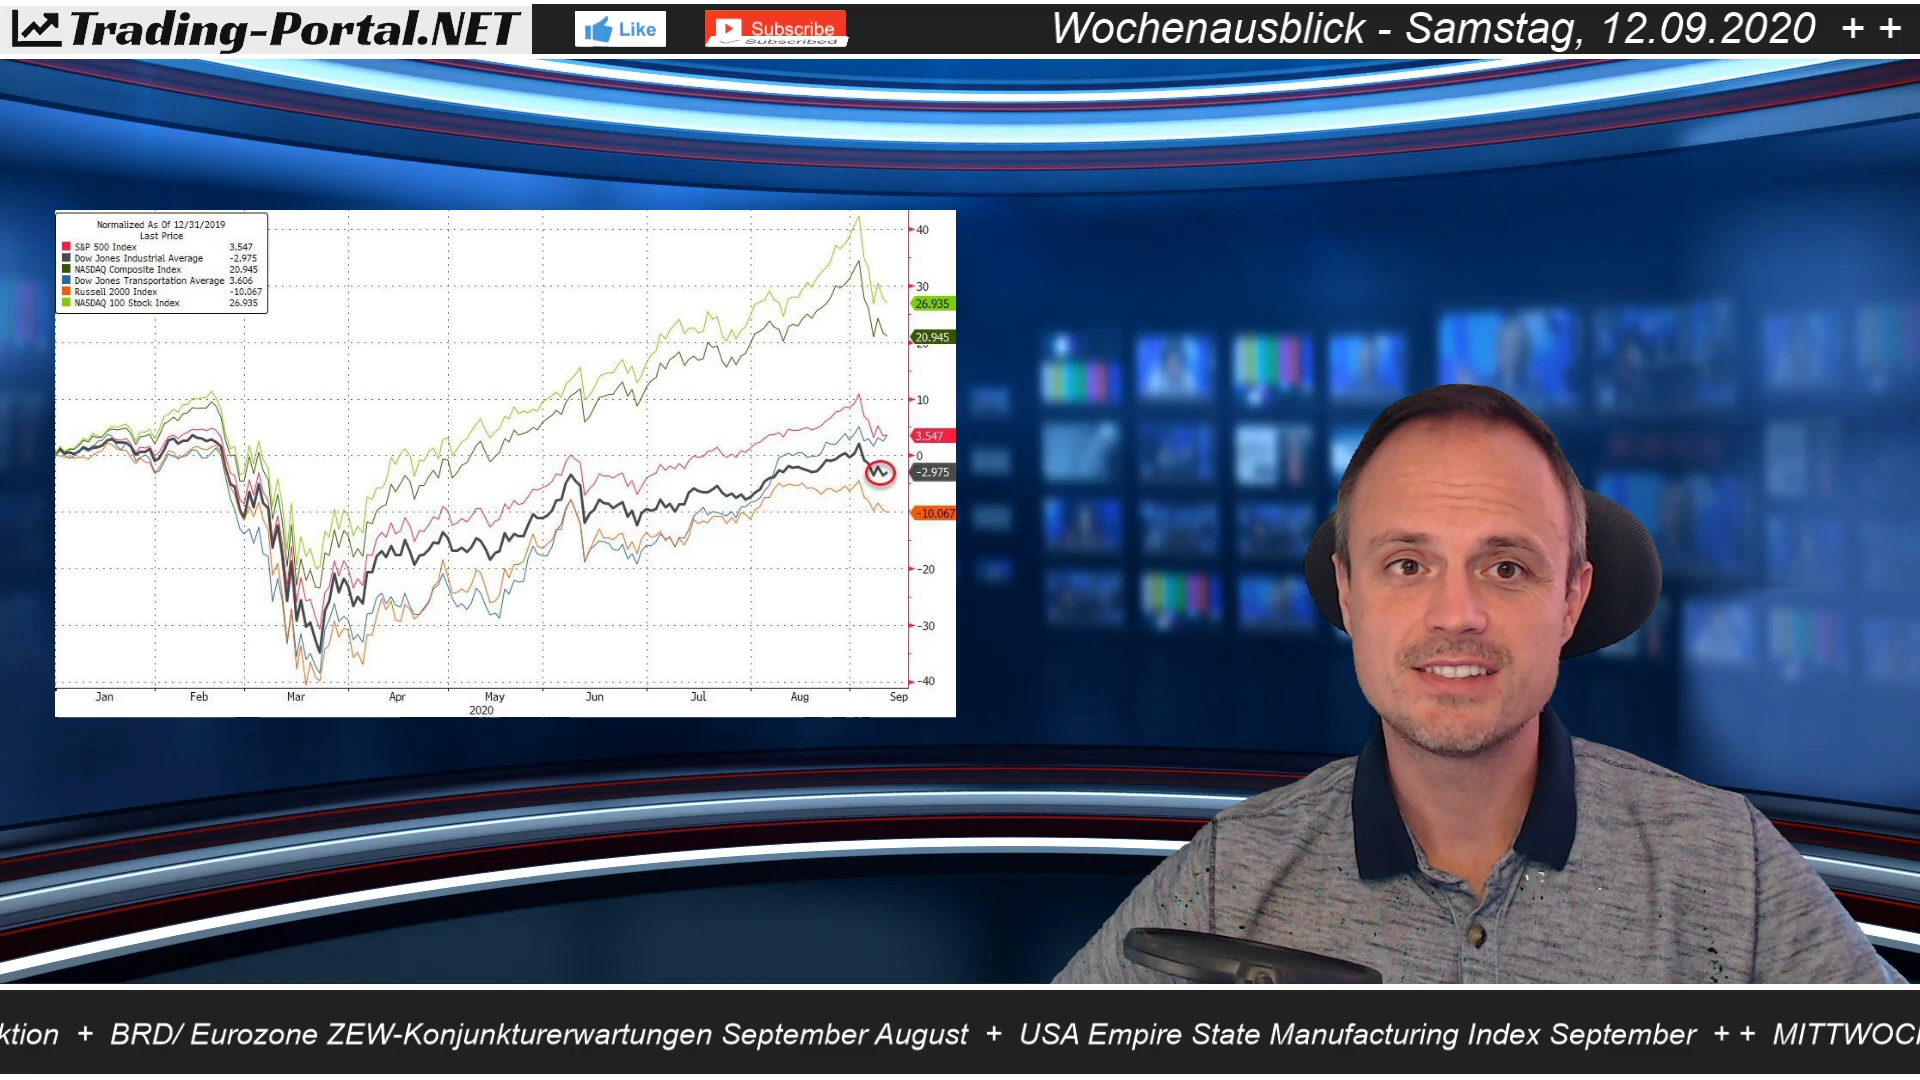 Trading-Portal.NET
Like
Subscribe
Subscribed
Wochenausblick - Samstag, 12.09.2020 + +
Normalized As Of 12/31/2019
Last Price
S&P 500 Index 3.547
Dow Jones Industrial Average -2.975
NASDAQ Composite Index 20.945
Dow Jones Transportation Average 3.606
Russell 2000 Index -10.067
NASDAQ 100 Stock Index 26.935
40
30
26.935
20.945
20
10
3.547
0
-2.975
-10.067
-20
-30
-40
Jan Feb Mar Apr May Jun Jul Aug Sep
2020
ktion + BRD/ Eurozone ZEW-Konjunkturerwartungen September August + USA Empire State Manufacturing Index September + + MITTWOC